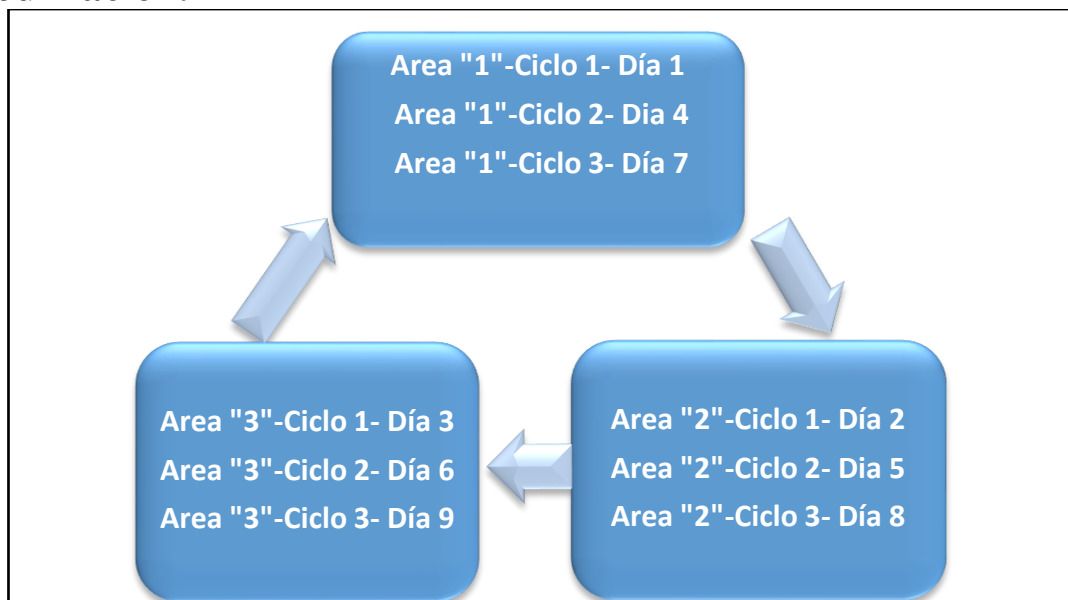 Area "1"-Ciclo 1- Día 1
Area "1"-Ciclo 2- Dia 4
Area "1"-Ciclo 3- Día 7
Area "3"-Ciclo 1- Día 3
Area "3"-Ciclo 2- Día 6
Area "3"-Ciclo 3- Día 9
Area "2"-Ciclo 1- Día 2
Area "2"-Ciclo 2- Dia 5
Area "2"-Ciclo 3- Día 8